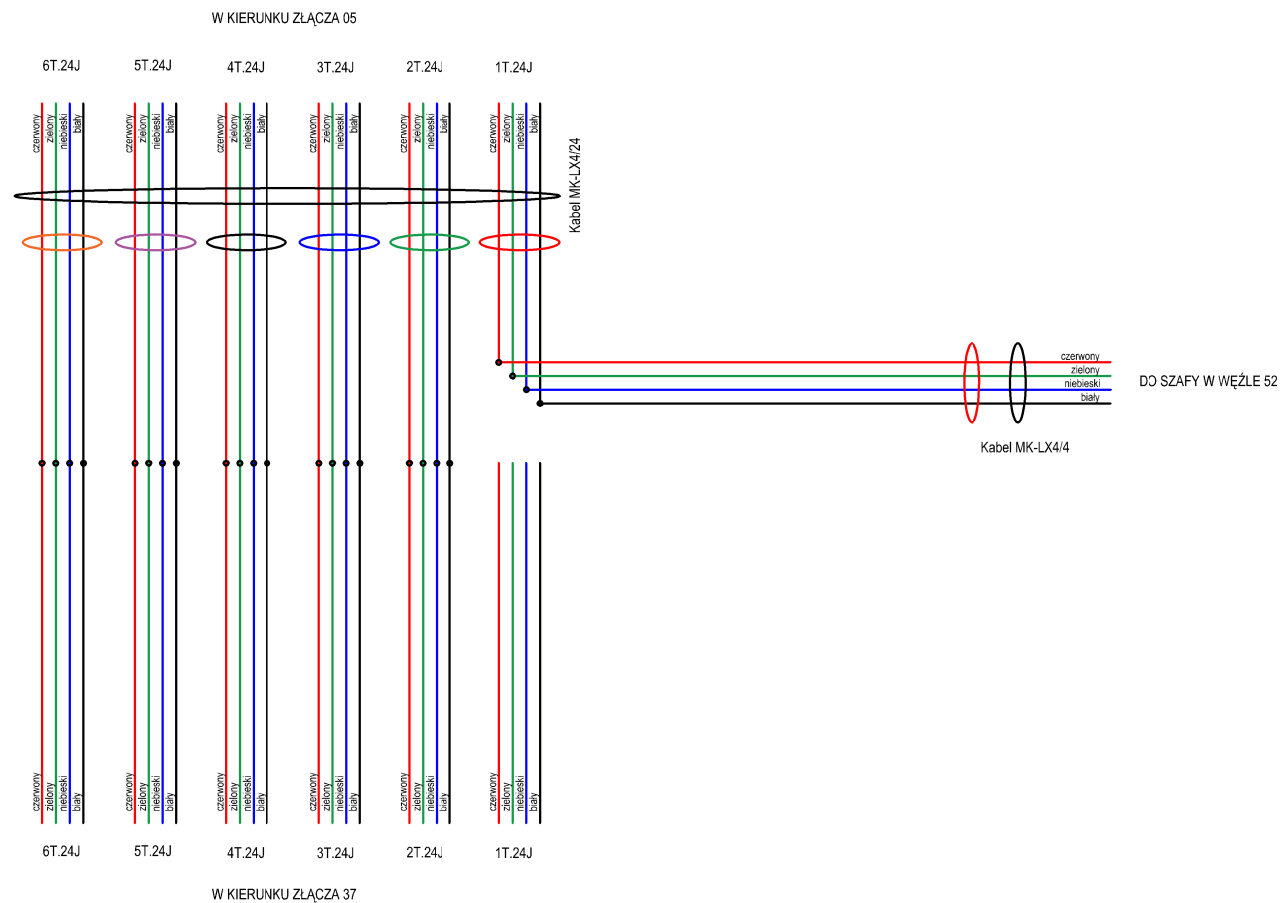 W KIERUNKU ZŁĄCZA 05
6T.24J 5T.24J 4T.24J 3T.24J 2T.24J 1T.24J
czerwony zielony niebieski biały czerwony zielony niebieski biały czerwony zielony niebieski biały czerwony zielony niebieski biały czerwony zielony niebieski biały czerwony zielony niebieski biały
Kabel MK-LX4/24
czerwony
zielony
niebieski
biały
DO SZAFY W WĘŹLE 52
Kabel MK-LX4/4
czerwony zielony niebieski biały czerwony zielony niebieski biały czerwony zielony niebieski biały czerwony zielony niebieski biały czerwony zielony niebieski biały czerwony zielony niebieski biały
6T.24J 5T.24J 4T.24J 3T.24J 2T.24J 1T.24J
W KIERUNKU ZŁĄCZA 37